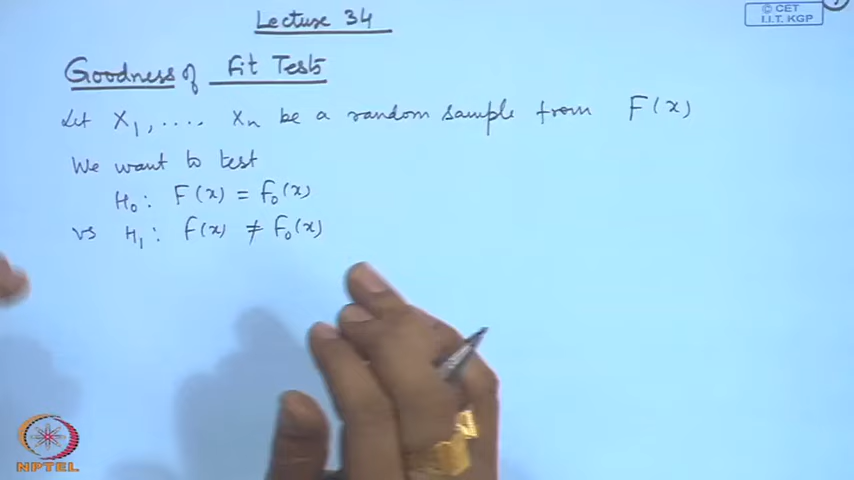 Lecture 34
© CET
I.I.T. KGP
Goodness of Fit Tests
Let X₁, .... Xₙ be a random sample from F(x)
We want to test
H₀: F(x) = F₀(x)
vs H₁: F(x) ≠ F₀(x)
NPTEL